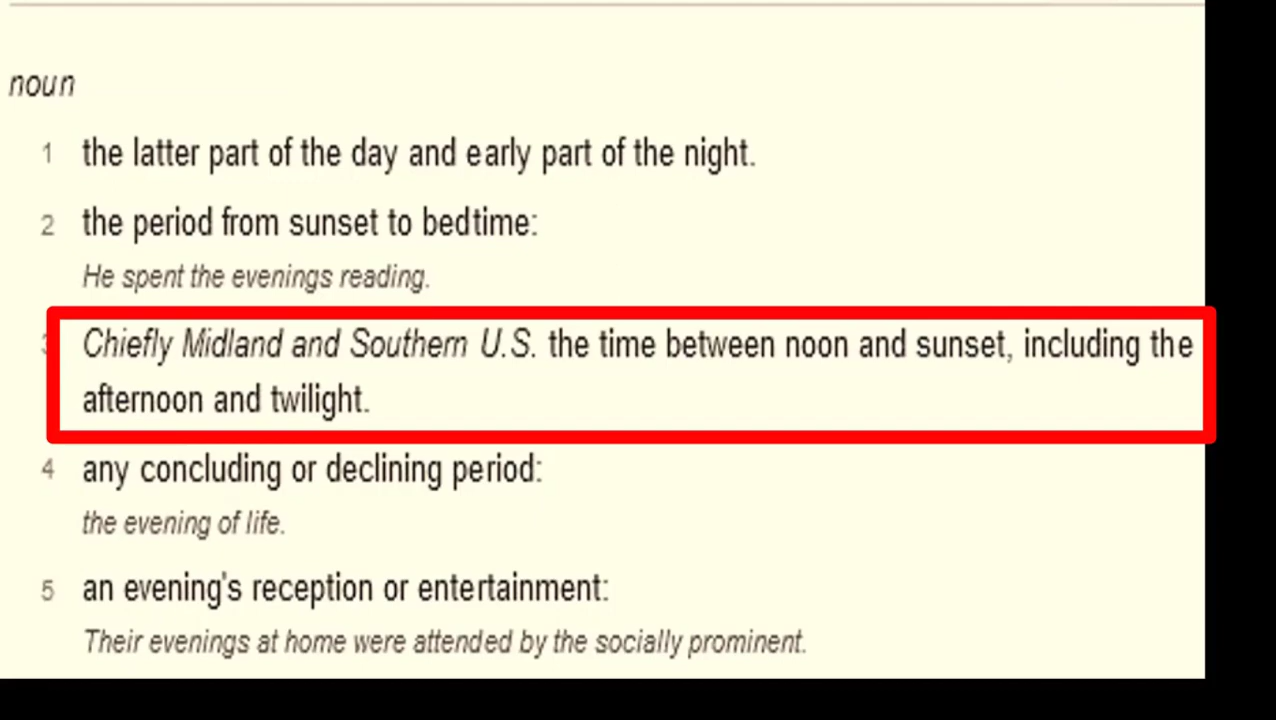 noun
1 the latter part of the day and early part of the night.
2 the period from sunset to bedtime:
He spent the evenings reading.
3 Chiefly Midland and Southern U.S. the time between noon and sunset, including the
afternoon and twilight.
4 any concluding or declining period:
the evening of life.
5 an evening's reception or entertainment:
Their evenings at home were attended by the socially prominent.